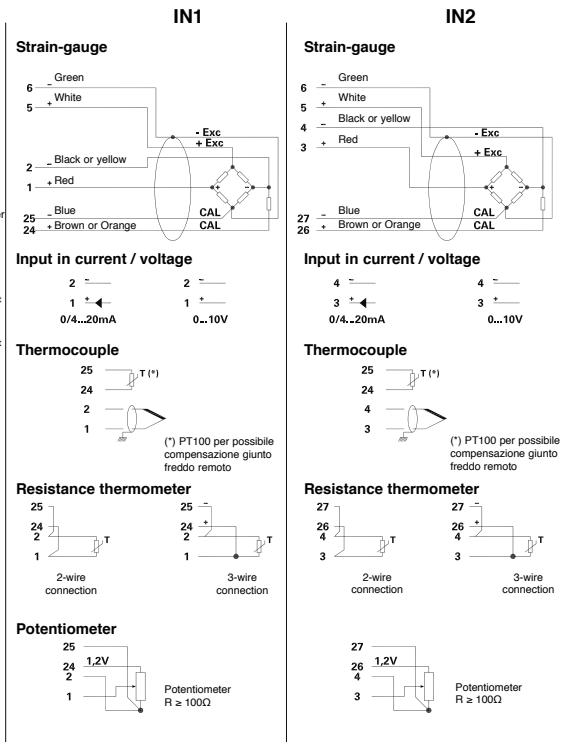 IN1
Strain-gauge
6 – Green
5 + White
- Exc
+ Exc
2 – Black or yellow
1 + Red
+ –
25 – Blue CAL
24 + Brown or Orange CAL
Input in current / voltage
2 – 2 –
1 + 1 +
0/4...20mA 0...10V
Thermocouple
25
T (*)
24
2
1
(*) PT100 per possibile
compensazione giunto
freddo remoto
Resistance thermometer
25 25 –
24 24 +
2 T 2 T
1 1
2-wire 3-wire
connection connection
Potentiometer
25
24 1,2V
2
1
Potentiometer
R ≥ 100Ω
IN2
Strain-gauge
6 – Green
5 + White
4 – Black or yellow
- Exc
3 + Red
+ Exc
+ –
27 – Blue CAL
26 + Brown or Orange CAL
Input in current / voltage
4 – 4 –
3 + 3 +
0/4...20mA 0...10V
Thermocouple
25
T (*)
24
4
3
(*) PT100 per possibile
compensazione giunto
freddo remoto
Resistance thermometer
27 27 –
26 26 +
4 T 4 T
3 3
2-wire 3-wire
connection connection
27
26 1,2V
4
3
Potentiometer
R ≥ 100Ω